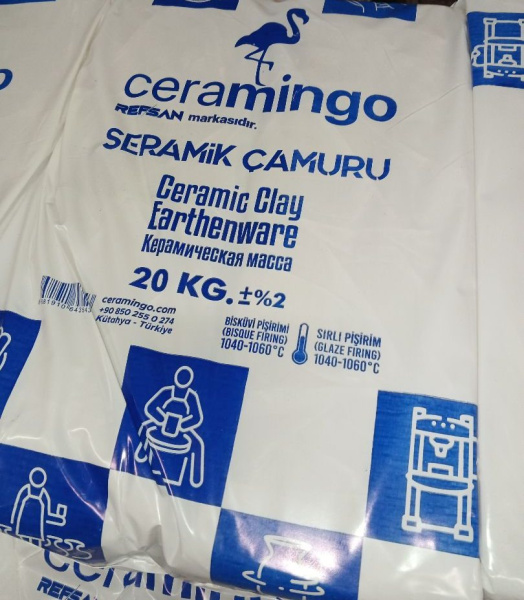 ceramingo
REFSAN markasıdır.
SERAMİK ÇAMURU
Ceramic Clay
Earthenware
Керамическая масса
20 KG. ±%2
ceramingo.com
+90 850 255 0 274
Kütahya - Türkiye
BİSKÜVİ PİŞİRİMİ
(BISQUE FIRING)
1040-1060°C
SIRLI PİŞİRİM
(GLAZE FIRING)
1040-1060°C
ceramingo
REFSAN